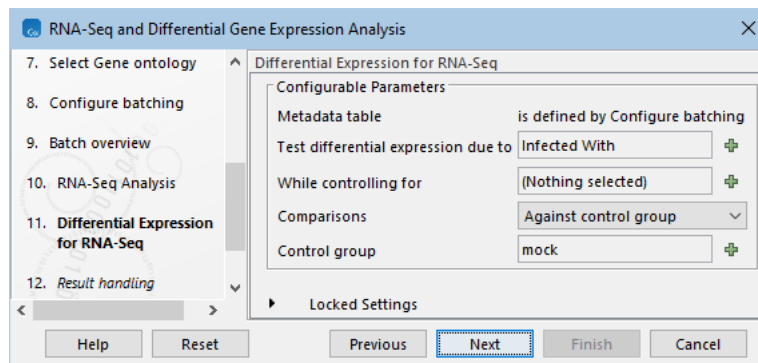 RNA-Seq and Differential Gene Expression Analysis
7. Select Gene ontology
8. Configure batching
9. Batch overview
10. RNA-Seq Analysis
11. Differential Expression
for RNA-Seq
12. Result handling
Differential Expression for RNA-Seq
Configurable Parameters
Metadata table is defined by Configure batching
Test differential expression due to Infected With
While controlling for (Nothing selected)
Comparisons Against control group
Control group mock
Locked Settings
Help Reset Previous Next Finish Cancel